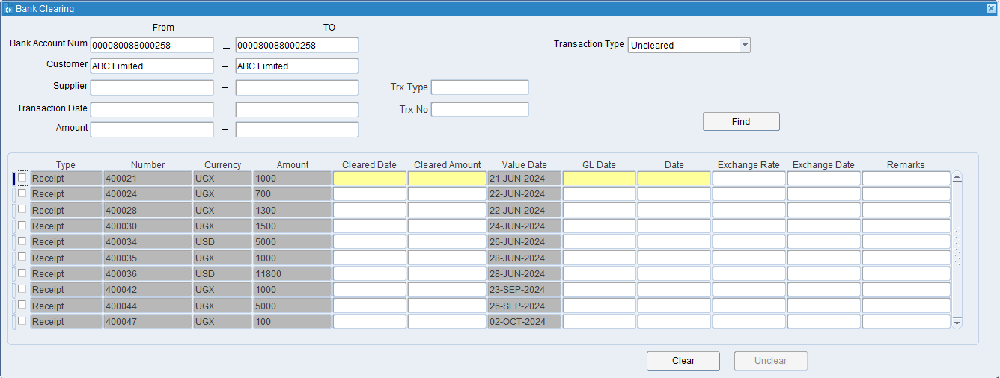 Bank Clearing
From TO
Bank Account Num 000080088000258 – 000080088000258 Transaction Type Uncleared
Customer ABC Limited – ABC Limited
Supplier – Trx Type
Transaction Date – Trx No
Amount –
Find
Type Number Currency Amount Cleared Date Cleared Amount Value Date GL Date Date Exchange Rate Exchange Date Remarks
Receipt 400021 UGX 1000 21-JUN-2024
Receipt 400024 UGX 700 22-JUN-2024
Receipt 400028 UGX 1300 22-JUN-2024
Receipt 400030 UGX 1500 24-JUN-2024
Receipt 400034 USD 5000 26-JUN-2024
Receipt 400035 UGX 1000 28-JUN-2024
Receipt 400036 USD 11800 28-JUN-2024
Receipt 400042 UGX 1000 23-SEP-2024
Receipt 400044 UGX 5000 26-SEP-2024
Receipt 400047 UGX 100 02-OCT-2024
Clear Unclear